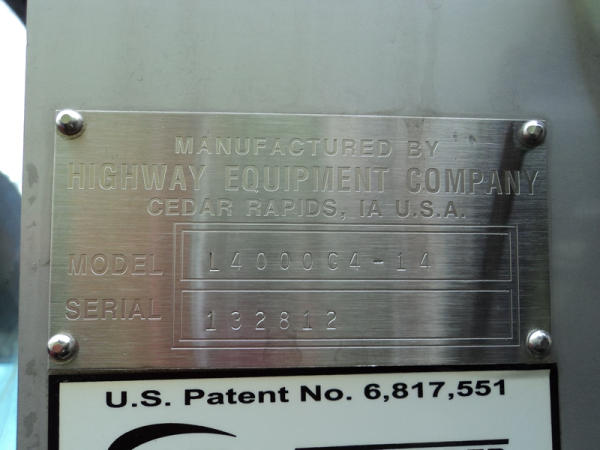 MANUFACTURED BY
HIGHWAY EQUIPMENT COMPANY
CEDAR RAPIDS, IA U.S.A.
MODEL L4000G4-14
SERIAL 132812
U.S. Patent No. 6,817,551